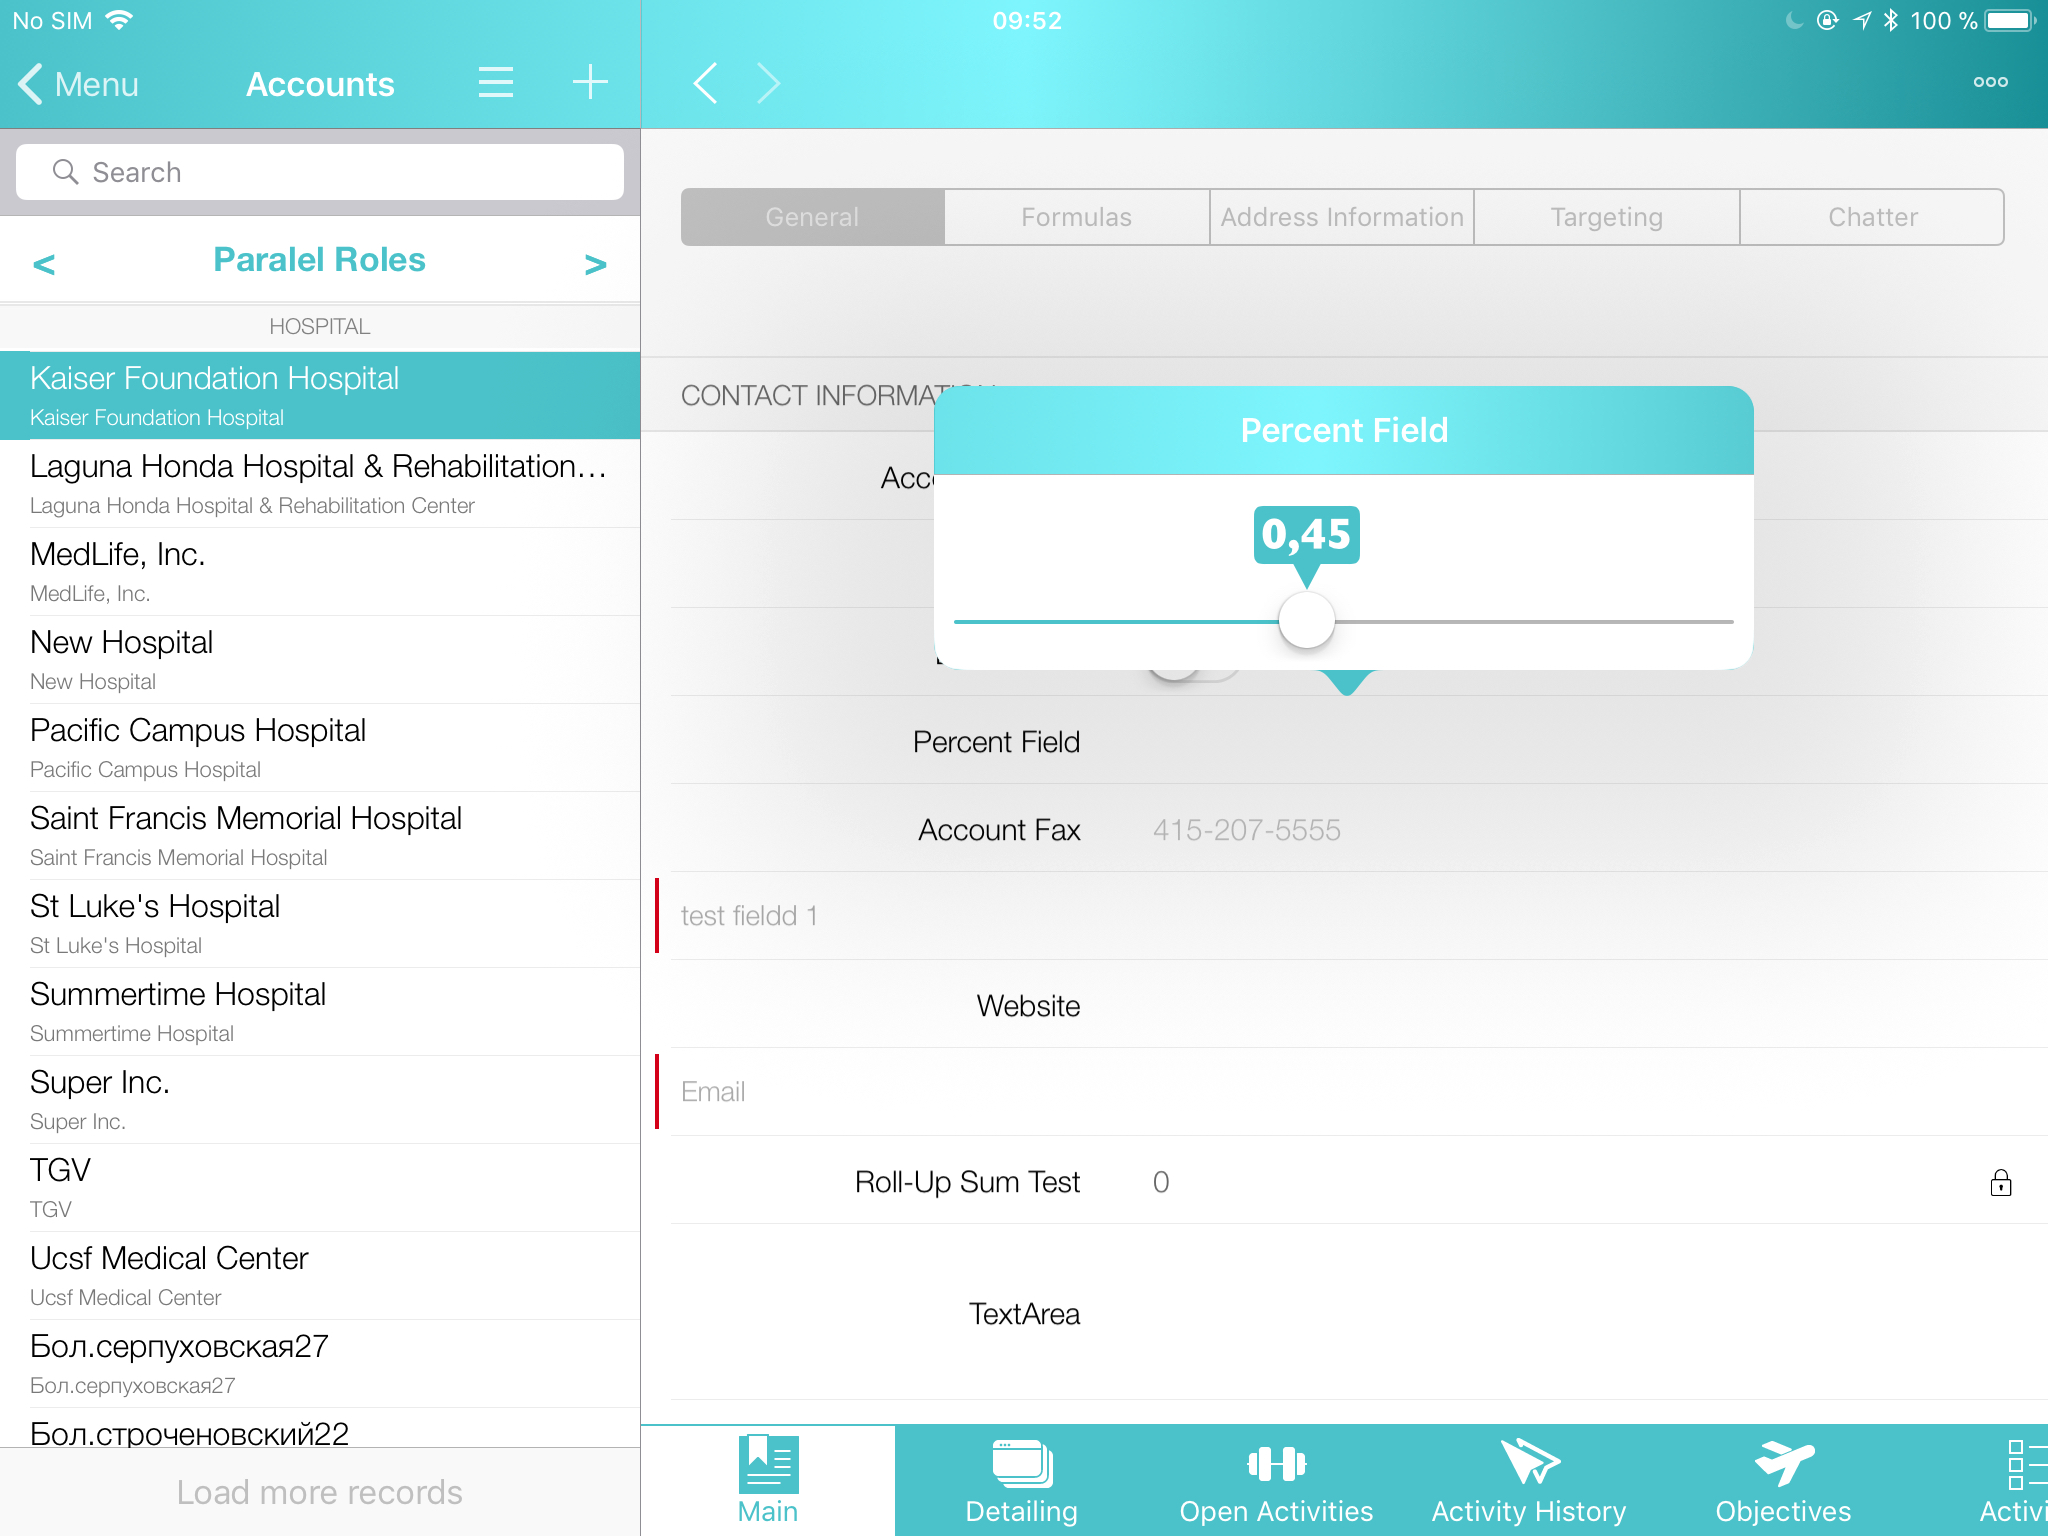 No SIM
09:52
100 %
Menu
Accounts
Search
Paralel Roles
HOSPITAL
Kaiser Foundation Hospital
Kaiser Foundation Hospital
Laguna Honda Hospital & Rehabilitation...
Laguna Honda Hospital & Rehabilitation Center
MedLife, Inc.
MedLife, Inc.
New Hospital
New Hospital
Pacific Campus Hospital
Pacific Campus Hospital
Saint Francis Memorial Hospital
Saint Francis Memorial Hospital
St Luke's Hospital
St Luke's Hospital
Summertime Hospital
Summertime Hospital
Super Inc.
Super Inc.
TGV
TGV
Ucsf Medical Center
Ucsf Medical Center
Бол.серпуховская27
Бол.серпуховская27
Бол.строченовский22
Load more records
General
Formulas
Address Information
Targeting
Chatter
CONTACT INFORMATION
Percent Field
0,45
Percent Field
Account Fax
415-207-5555
test fieldd 1
Website
Email
Roll-Up Sum Test
0
TextArea
Main
Detailing
Open Activities
Activity History
Objectives
Activi